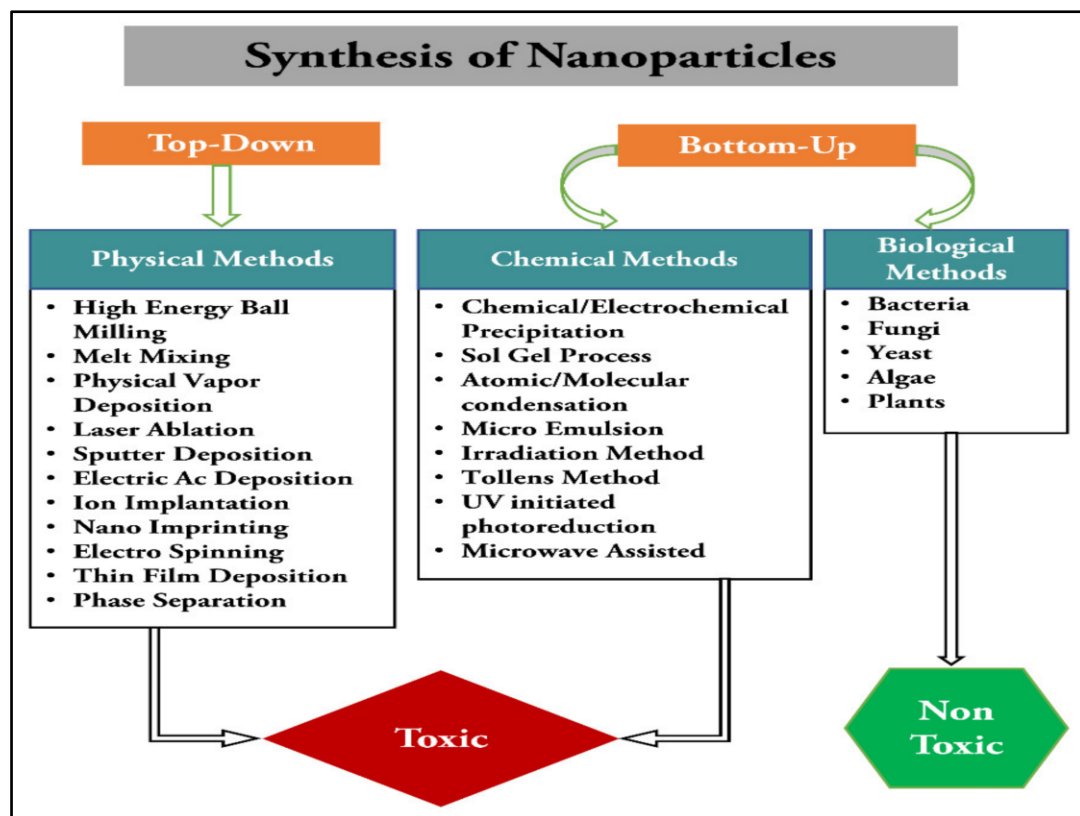 Synthesis of Nanoparticles
Top-Down
Bottom-Up
Physical Methods
• High Energy Ball
Milling
• Melt Mixing
• Physical Vapor
Deposition
• Laser Ablation
• Sputter Deposition
• Electric Ac Deposition
• Ion Implantation
• Nano Imprinting
• Electro Spinning
• Thin Film Deposition
• Phase Separation
Chemical Methods
• Chemical/Electrochemical
Precipitation
• Sol Gel Process
• Atomic/Molecular
condensation
• Micro Emulsion
• Irradiation Method
• Tollens Method
• UV initiated
photoreduction
• Microwave Assisted
Biological
Methods
• Bacteria
• Fungi
• Yeast
• Algae
• Plants
Toxic
Non
Toxic